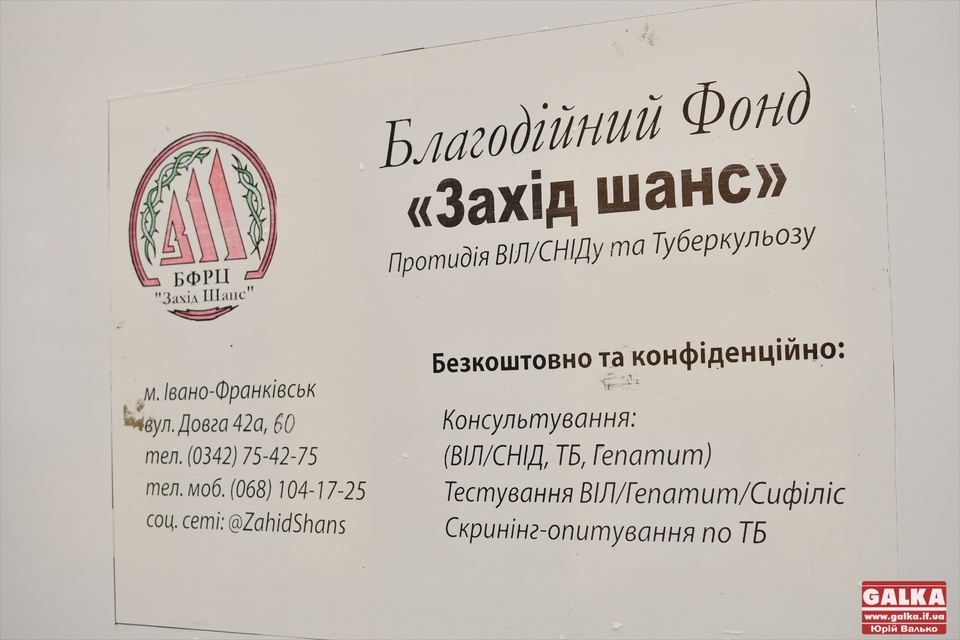 Благодійний Фонд
«Захід шанс»
Протидія ВІЛ/СНІДу та Туберкульозу
ЗШ
БФРЦ
"Захід Шанс"
Безкоштовно та конфіденційно:
м. Івано-Франківськ
вул. Довга 42а, 60
тел. (0342) 75-42-75
тел. моб. (068) 104-17-25
соц. сеті: @ZahidShans
Консультування:
(ВІЛ/СНІД, ТБ, Гепатит)
Тестування ВІЛ/Гепатит/Сифіліс
Скринінг-опитування по ТБ
GALKA
www.galka.if.ua
Юрій Валько